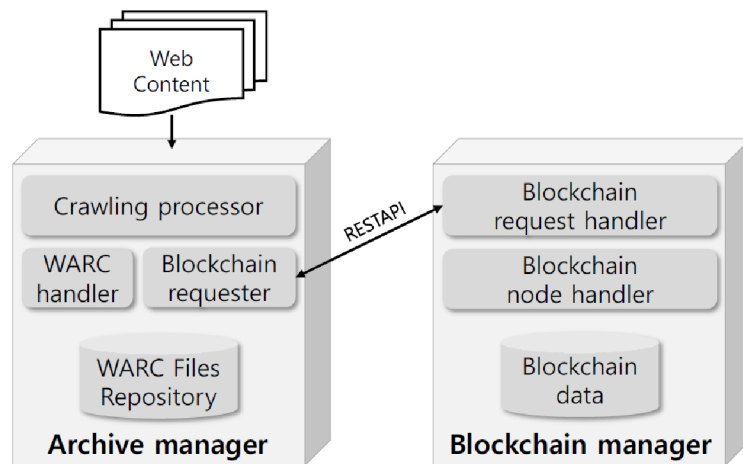 Web
Content
Crawling processor
WARC
handler
Blockchain
requester
WARC Files
Repository
Archive manager
RESTAPI
Blockchain
request handler
Blockchain
node handler
Blockchain
data
Blockchain manager